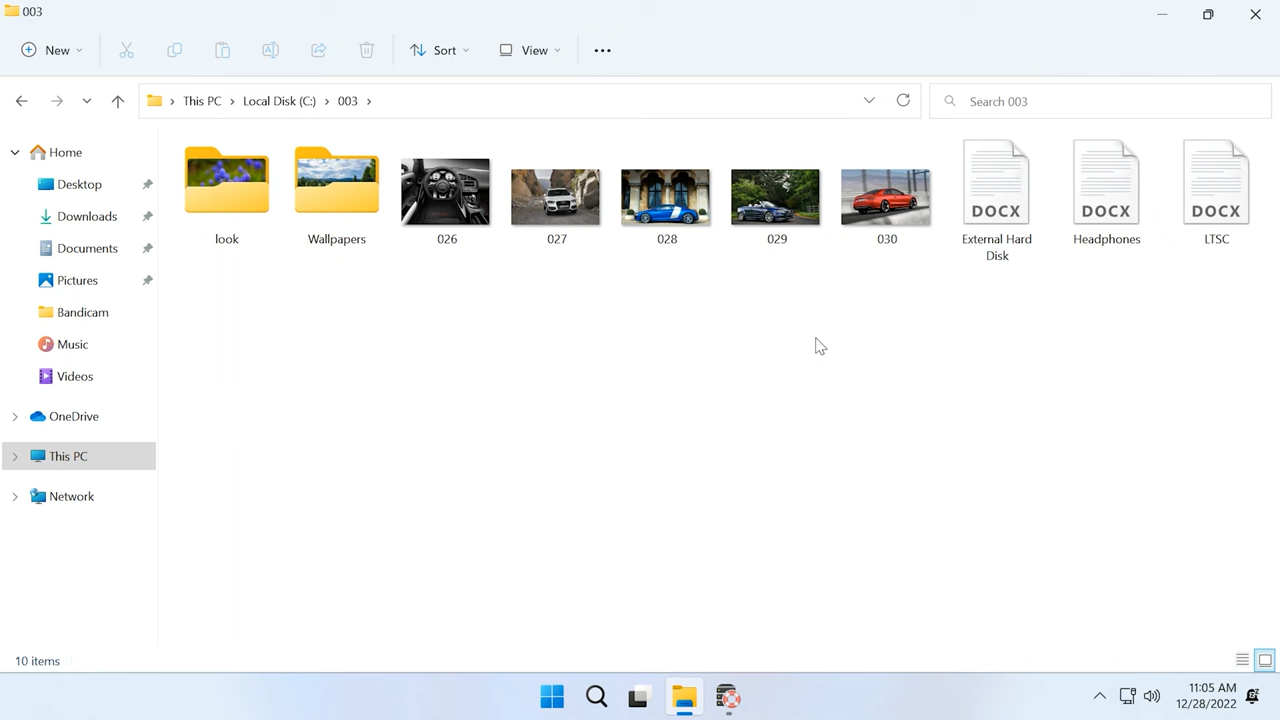 003
New
Sort
View
This PC
Local Disk (C:)
003
Search 003
Home
Desktop
Downloads
Documents
Pictures
Bandicam
Music
Videos
OneDrive
This PC
Network
look
Wallpapers
026
027
028
029
030
DOCX
External Hard
Disk
DOCX
Headphones
DOCX
LTSC
10 items
11:05 AM
12/28/2022